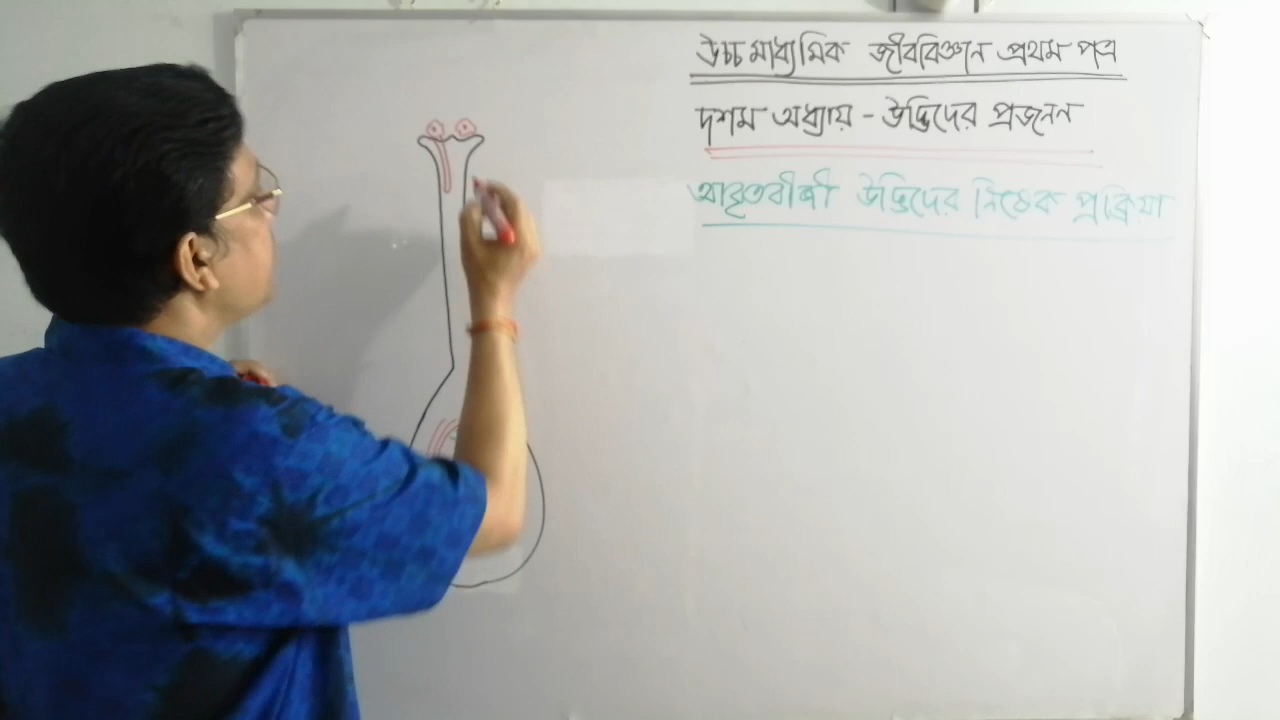 উচ্চ মাধ্যমিক জীববিজ্ঞান প্রথম পত্র
দশম অধ্যায় - উদ্ভিদের প্রজনন
আবৃতবীজী উদ্ভিদের নিষেক প্রক্রিয়া